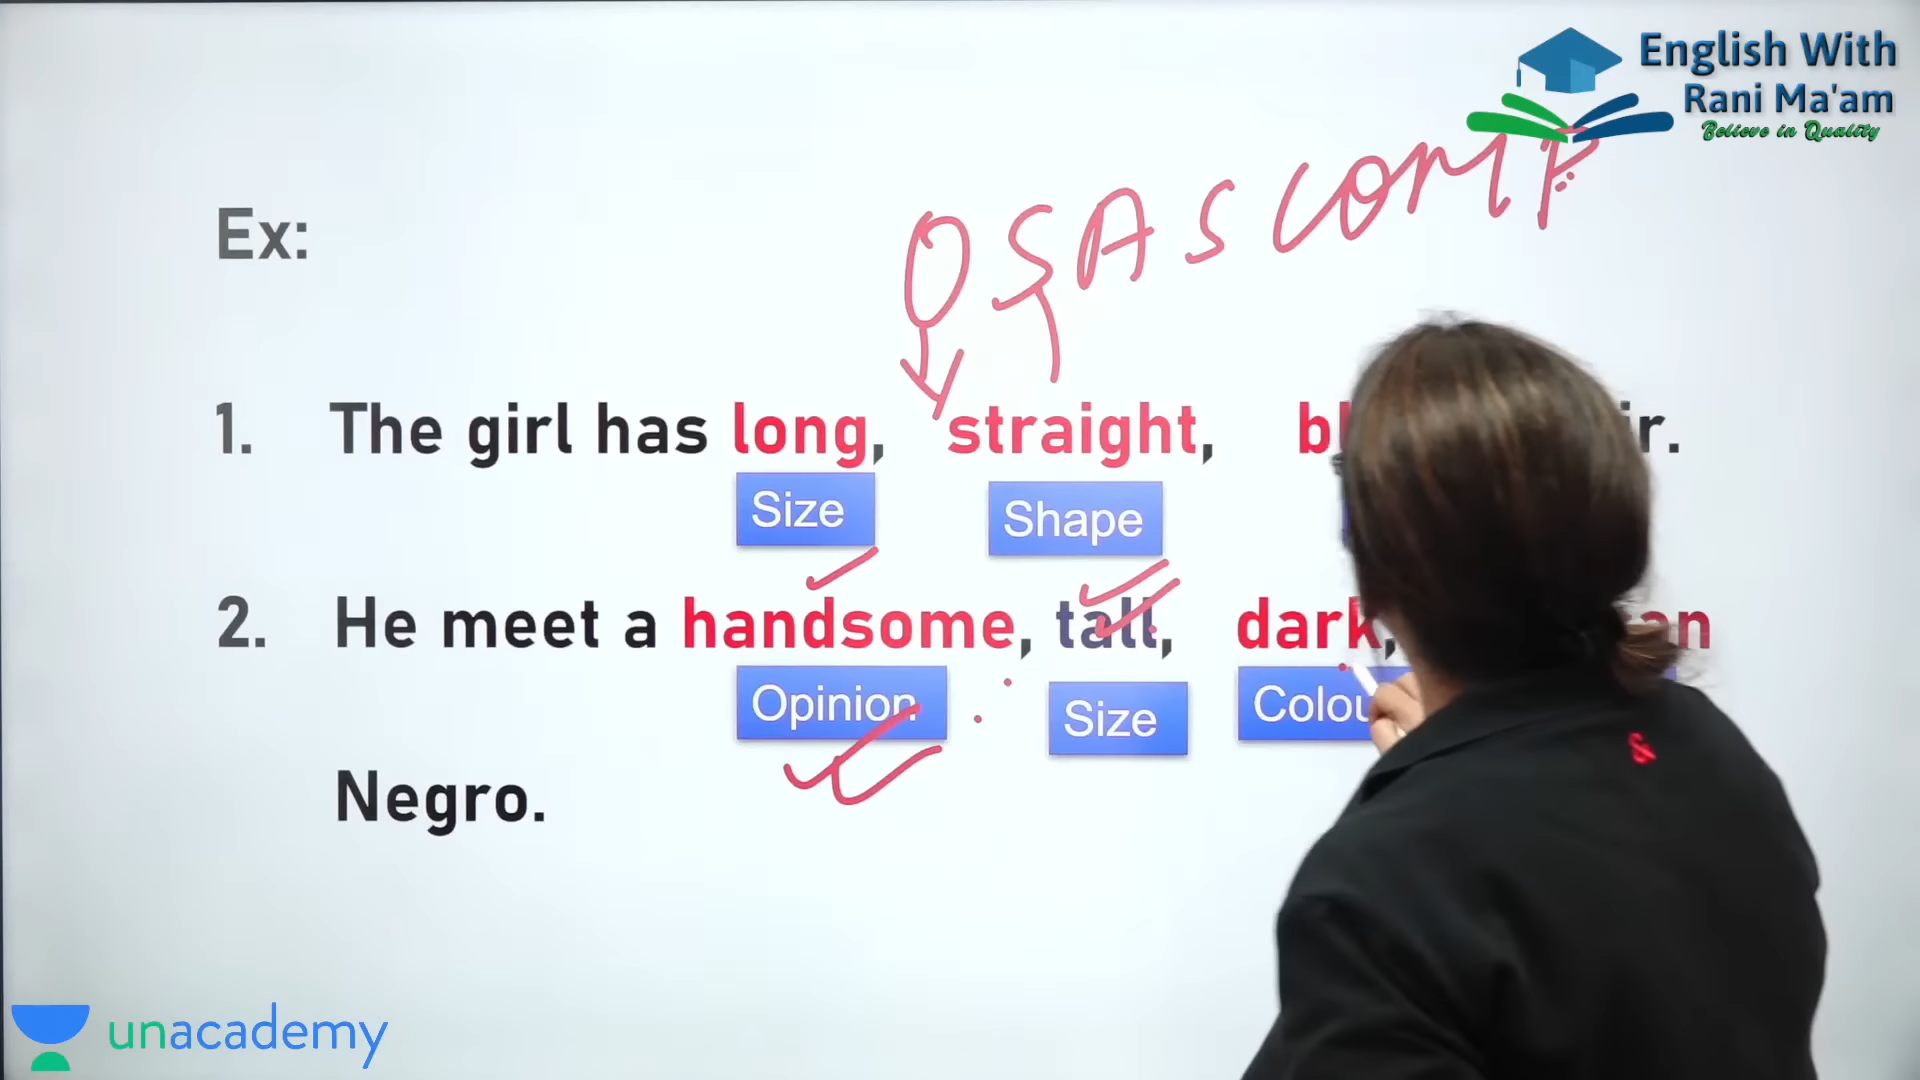 English With
Rani Ma'am
Believe in Quality
OSASCOMP
Ex:
1. The girl has long, straight,
Size
Shape
2. He meet a handsome, tall, dark,
Opinion
Size
Negro.
&
unacademy